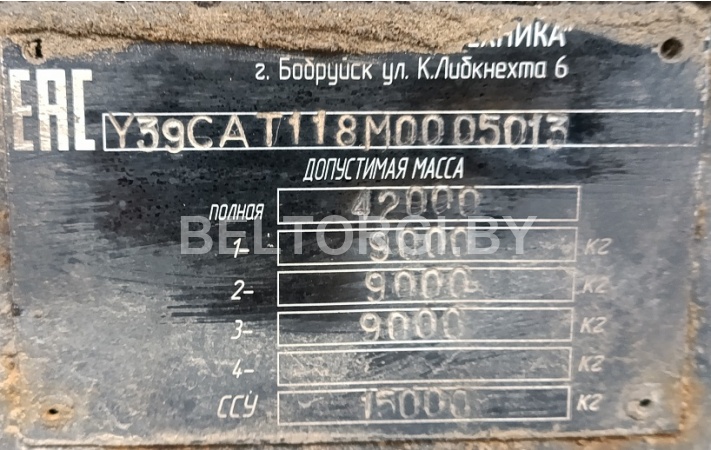 г. Бобруйск ул. К.Либкнехта 6
EAC
Y39CAT118M0005013
ДОПУСТИМАЯ МАССА
ПОЛНАЯ 42000
1- 9000 кг
2- 9000 кг
3- 9000 кг
4- кг
ССУ 15000 кг
BELTORG.BY